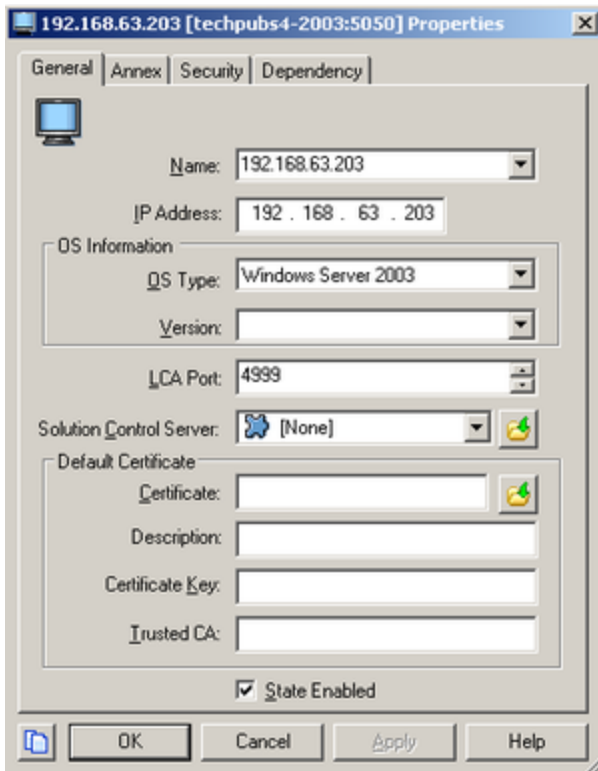 192.168.63.203 [techpubs4-2003:5050] Properties
General Annex Security Dependency
Name: 192.168.63.203
IP Address: 192 . 168 . 63 . 203
OS Information
OS Type: Windows Server 2003
Version:
LCA Port: 4999
Solution Control Server: [None]
Default Certificate
Certificate:
Description:
Certificate Key:
Trusted CA:
State Enabled
OK Cancel Apply Help